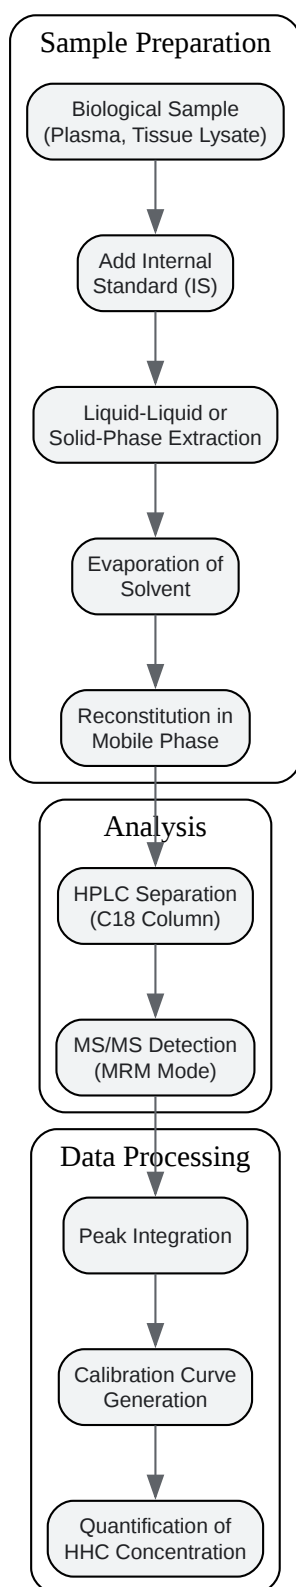 Sample Preparation
Biological Sample
(Plasma, Tissue Lysate)
Add Internal
Standard (IS)
Liquid-Liquid or
Solid-Phase Extraction
Evaporation of
Solvent
Reconstitution in
Mobile Phase
Analysis
HPLC Separation
(C18 Column)
MS/MS Detection
(MRM Mode)
Data Processing
Peak Integration
Calibration Curve
Generation
Quantification of
HHC Concentration